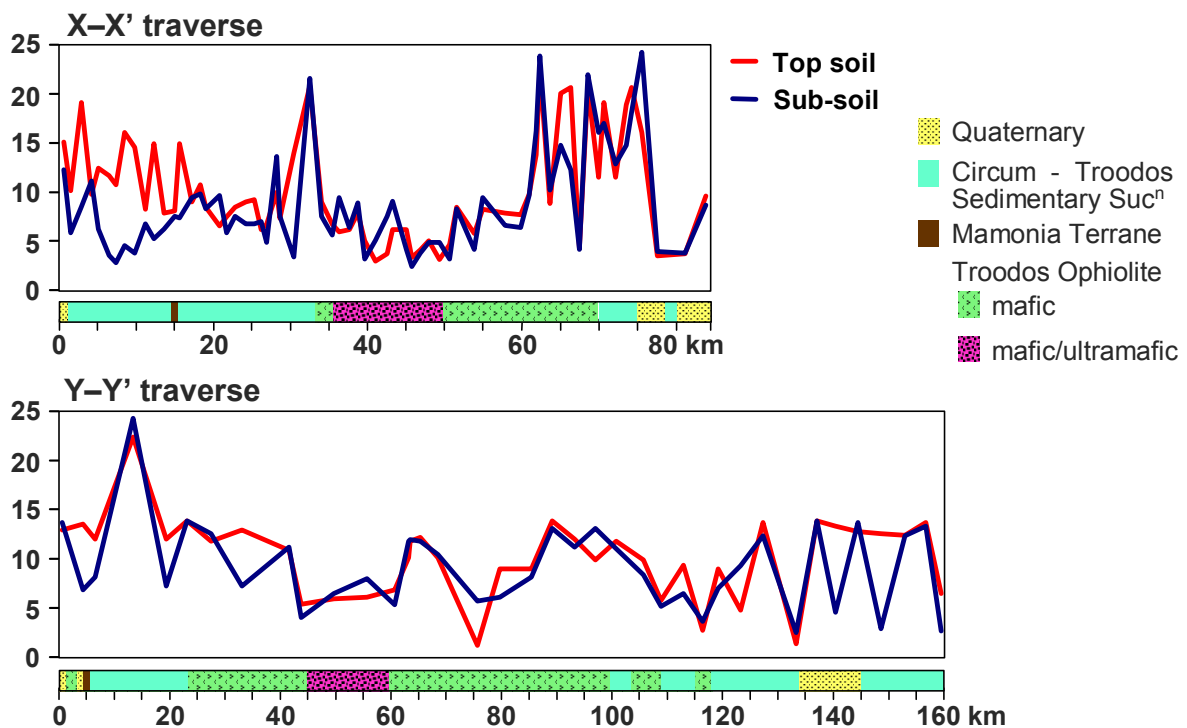 X–X’ traverse
25
20
15
10
5
0
0 20 40 60 80 km
Top soil
Sub-soil
Quaternary
Circum - Troodos
Sedimentary Sucⁿ
Mamonia Terrane
Troodos Ophiolite
mafic
mafic/ultramafic
Y–Y’ traverse
25
20
15
10
5
0
0 20 40 60 80 100 120 140 160 km